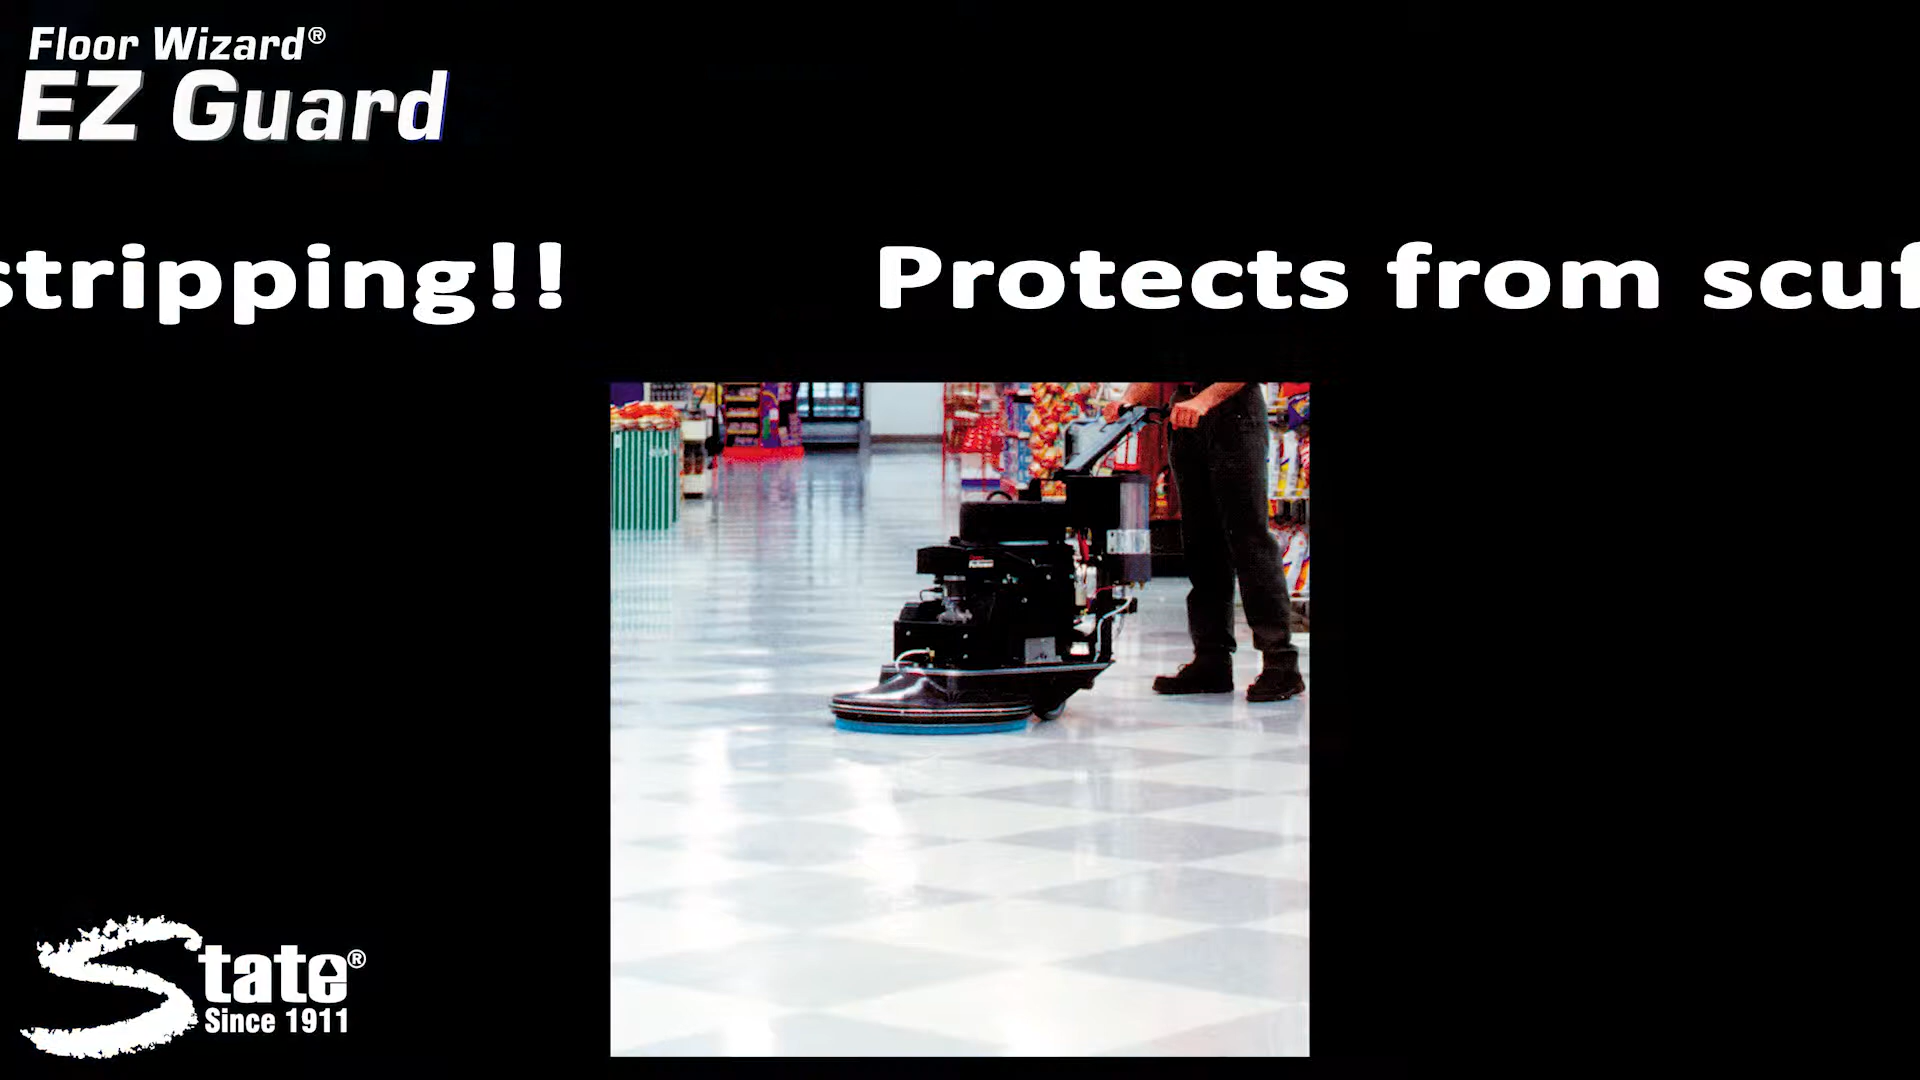 Floor Wizard®
EZ Guard
stripping!! Protects from scuf
State®
Since 1911